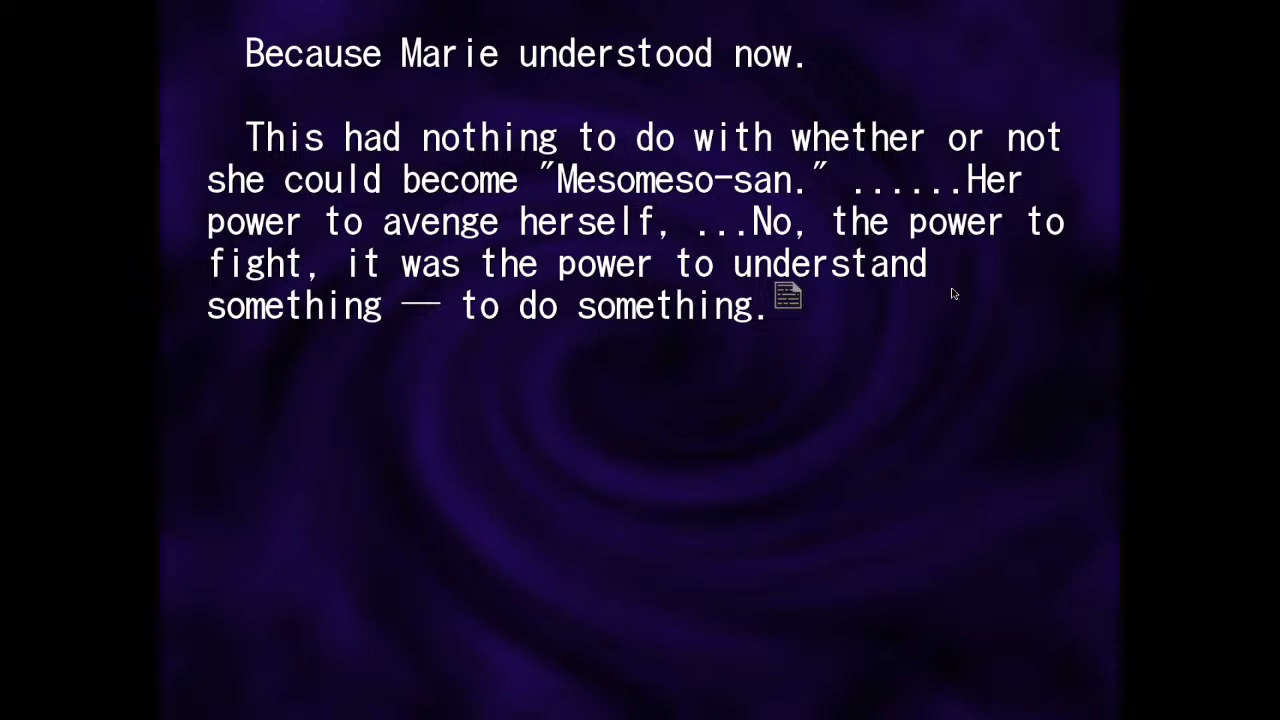 Because Marie understood now.
This had nothing to do with whether or not
she could become "Mesomeso-san." ......Her
power to avenge herself, ...No, the power to
fight, it was the power to understand
something ── to do something.